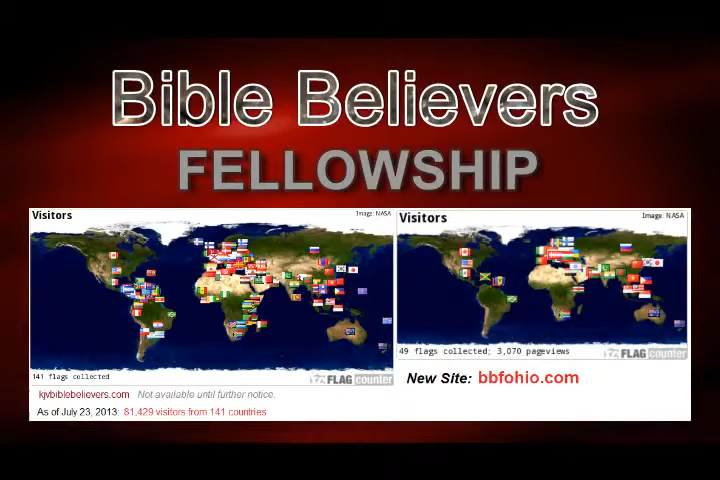 Bible Believers
FELLOWSHIP
Visitors
Image: NASA
141 flags collected
FLAG counter
kjvbiblebelievers.com Not available until further notice.
As of July 23, 2013: 81,429 visitors from 141 countries
Visitors
Image: NASA
49 flags collected; 3,070 pageviews
FLAG counter
New Site: bbfohio.com